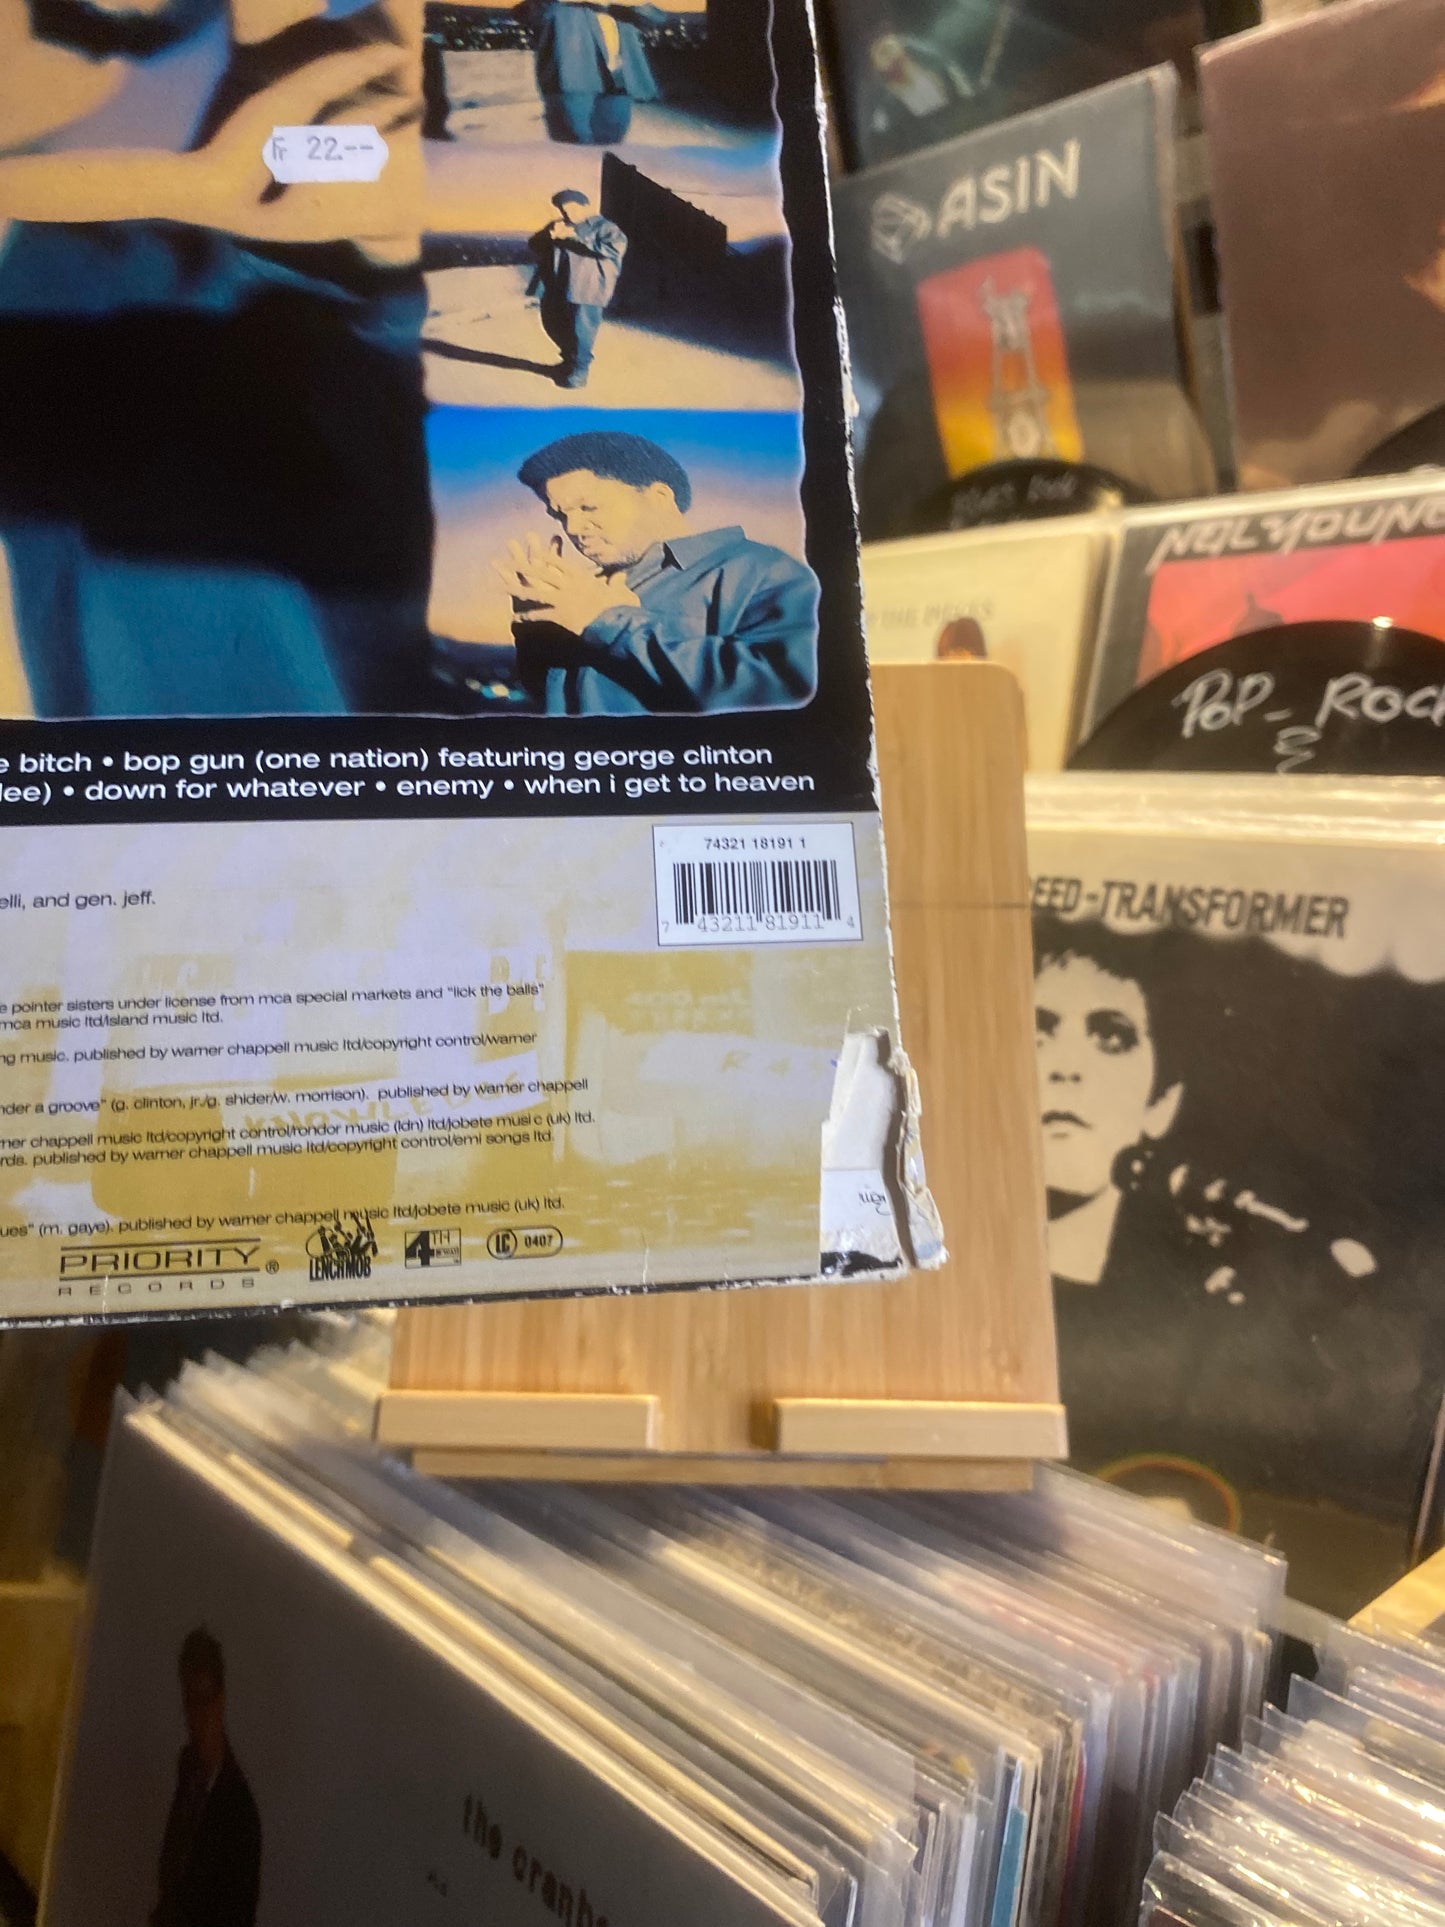 Fr 22.--
ASIN
NEIL YOUNG
POP - ROCK
e bitch • bop gun (one nation) featuring george clinton
lee) • down for whatever • enemy • when i get to heaven
74321 18191 1
7 43211 81911 4
elli, and gen. jeff.
EED - TRANSFORMER
e pointer sisters under license from mca special markets and "lick the balls"
mca music ltd/island music ltd.
ng music. published by warner chappell music ltd/copyright control/warner
nder a groove" (g. clinton, jr./g. shider/w. morrison). published by warner chappell
ner chappell music ltd/copyright control/rondor music (ldn) ltd/jobete music (uk) ltd.
rds. published by warner chappell music ltd/copyright control/emi songs ltd.
ues" (m. gaye). published by warner chappell music ltd/jobete music (uk) ltd.
PRIORITY ®
RECORDS
LENCH MOB
4TH
LC 0407
the cranbe